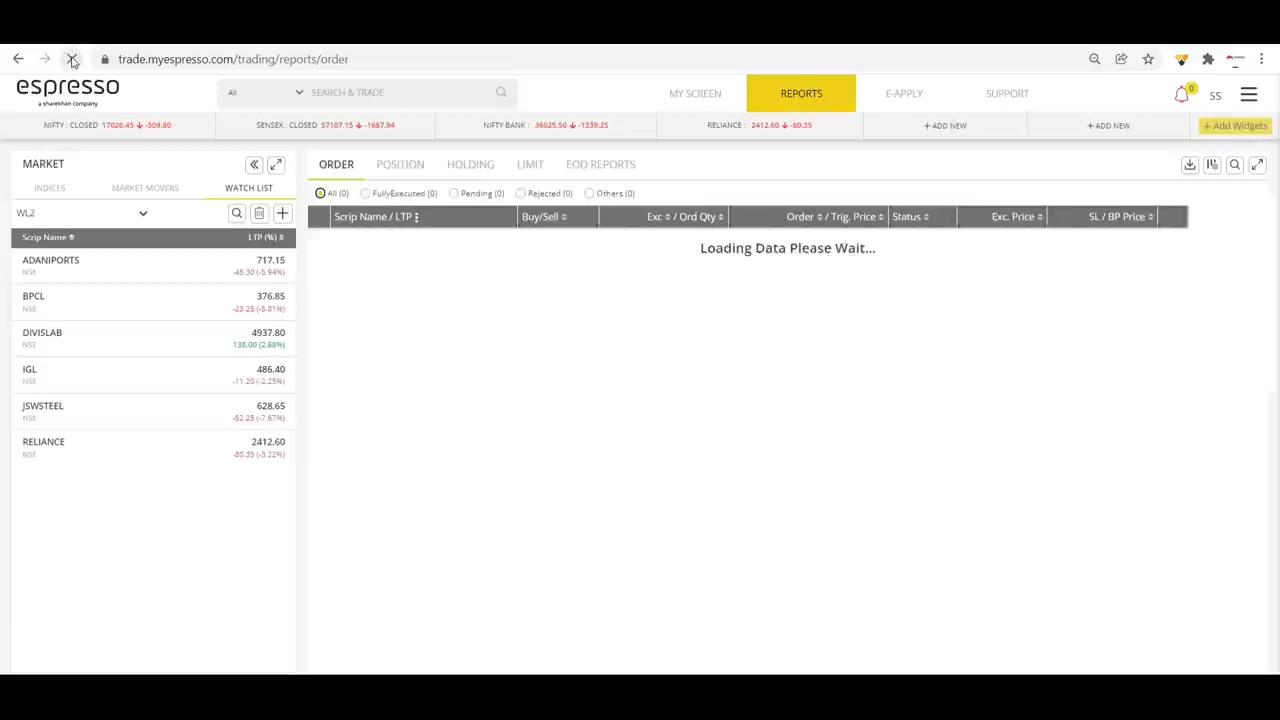 trade.myespresso.com/trading/reports/order
espresso
a sharekhan company
All
SEARCH & TRADE
MY SCREEN
REPORTS
E-APPLY
SUPPORT
0
SS
NIFTY : CLOSED 17026.45 -509.80
SENSEX : CLOSED 57107.15 -1687.94
NIFTY BANK : 36025.50 -1339.25
RELIANCE : 2412.60 -80.35
+ ADD NEW
+ ADD NEW
+ Add Widgets
MARKET
INDICES
MARKET MOVERS
WATCH LIST
WL2
Scrip Name
LTP (%)
ADANIPORTS 717.15
NSE -45.30 (-5.94%)
BPCL 376.85
NSE -23.25 (-5.81%)
DIVISLAB 4937.80
NSE 138.00 (2.88%)
IGL 486.40
NSE -11.20 (-2.25%)
JSWSTEEL 628.65
NSE -52.25 (-7.67%)
RELIANCE 2412.60
NSE -80.35 (-3.22%)
ORDER
POSITION
HOLDING
LIMIT
EOD REPORTS
All (0)
FullyExecuted (0)
Pending (0)
Rejected (0)
Others (0)
Scrip Name / LTP
Buy/Sell
Exc / Ord Qty
Order / Trig. Price
Status
Exc. Price
SL / BP Price
Loading Data Please Wait...